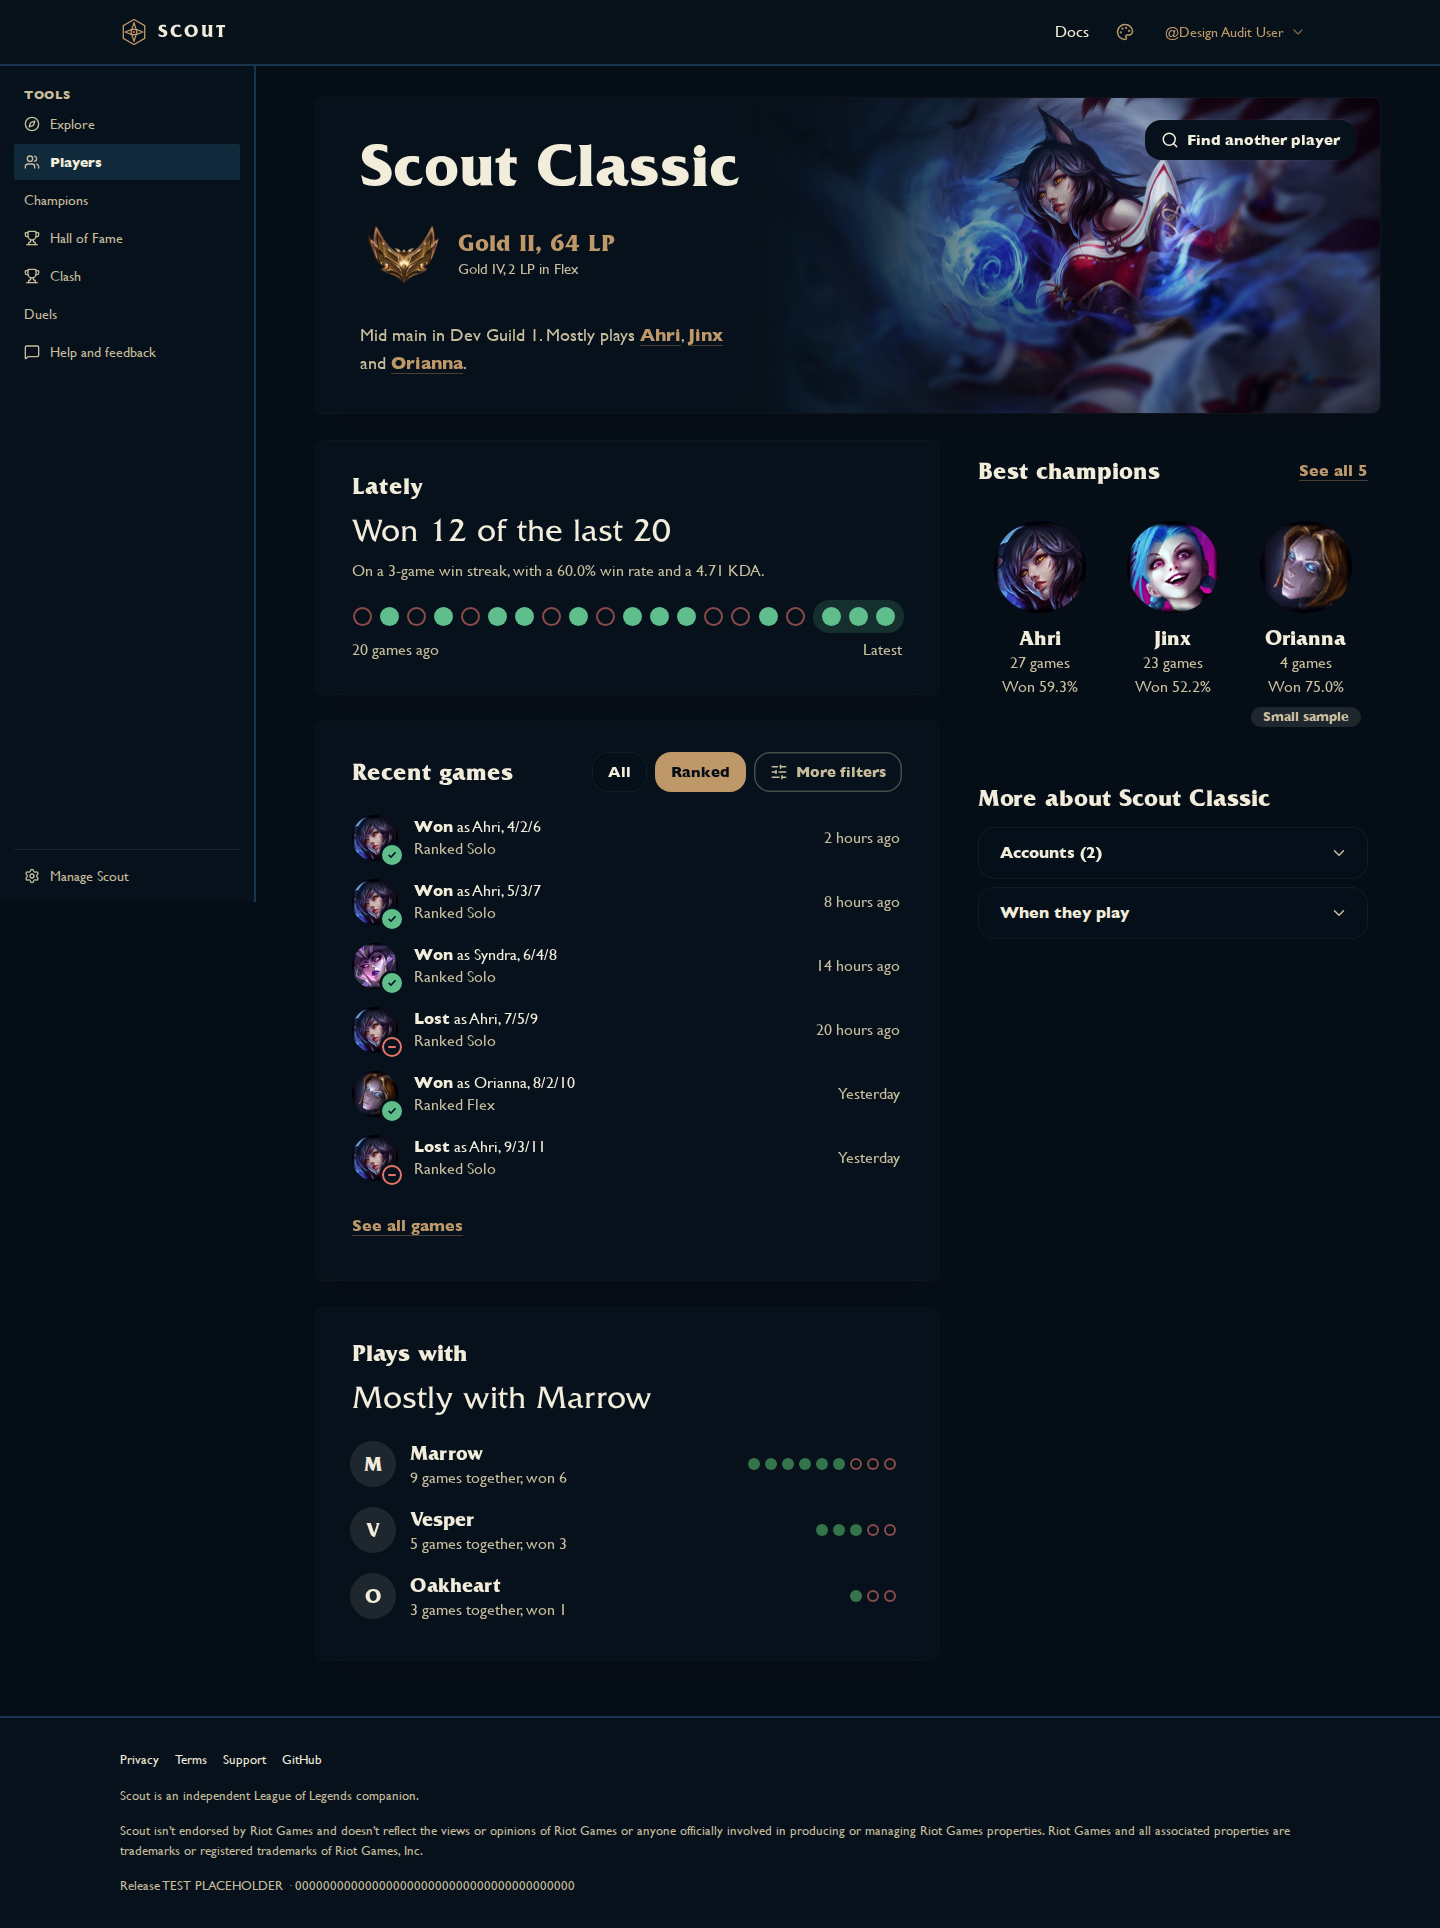 SCOUT
Docs
@Design Audit User
TOOLS
Explore
Players
Champions
Hall of Fame
Clash
Duels
Help and feedback
Manage Scout
Scout Classic
Find another player
Gold II, 64 LP
Gold IV, 2 LP in Flex
Mid main in Dev Guild 1. Mostly plays Ahri, Jinx
and Orianna.
Lately
Won 12 of the last 20
On a 3-game win streak, with a 60.0% win rate and a 4.71 KDA.
20 games ago
Latest
Best champions
See all 5
Ahri
27 games
Won 59.3%
Jinx
23 games
Won 52.2%
Orianna
4 games
Won 75.0%
Small sample
Recent games
All
Ranked
More filters
Won as Ahri, 4/2/6
Ranked Solo
2 hours ago
Won as Ahri, 5/3/7
Ranked Solo
8 hours ago
Won as Syndra, 6/4/8
Ranked Solo
14 hours ago
Lost as Ahri, 7/5/9
Ranked Solo
20 hours ago
Won as Orianna, 8/2/10
Ranked Flex
Yesterday
Lost as Ahri, 9/3/11
Ranked Solo
Yesterday
See all games
More about Scout Classic
Accounts (2)
When they play
Plays with
Mostly with Marrow
M
Marrow
9 games together, won 6
V
Vesper
5 games together, won 3
O
Oakheart
3 games together, won 1
Privacy
Terms
Support
GitHub
Scout is an independent League of Legends companion.
Scout isn't endorsed by Riot Games and doesn't reflect the views or opinions of Riot Games or anyone officially involved in producing or managing Riot Games properties. Riot Games and all associated properties are
trademarks or registered trademarks of Riot Games, Inc.
Release TEST PLACEHOLDER · 0000000000000000000000000000000000000000